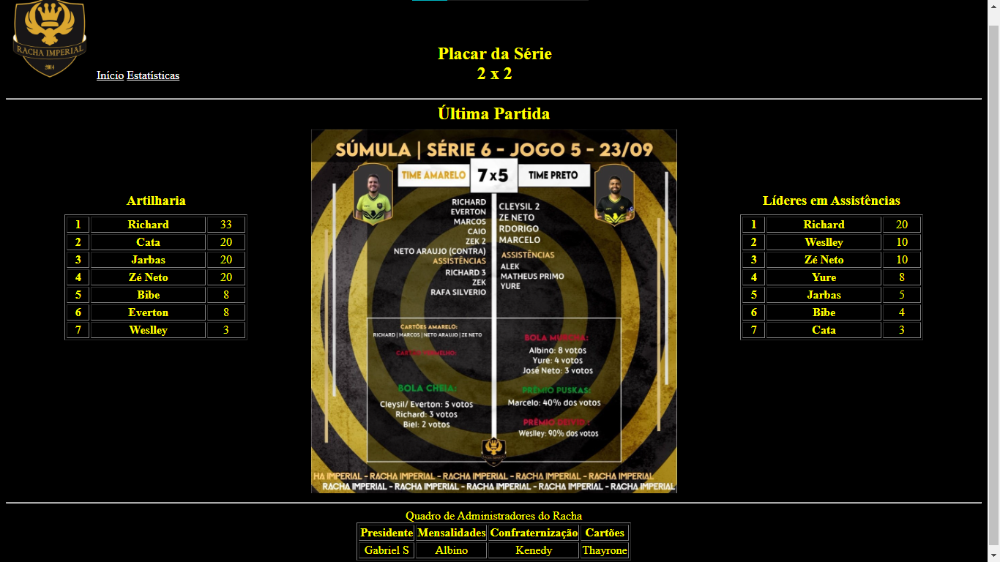 RACHA IMPERIAL
2014
Início Estatísticas
Placar da Série
2 x 2
Última Partida
Artilharia
1 Richard 33
2 Cata 20
3 Jarbas 20
4 Zé Neto 20
5 Bibe 8
6 Everton 8
7 Weslley 3
SÚMULA | SÉRIE 6 - JOGO 5 - 23/09
TIME AMARELO 7x5 TIME PRETO
RICHARD
EVERTON
MARCOS
CAIO
ZEK 2
NETO ARAUJO (CONTRA)
ASSISTÊNCIAS
RICHARD 3
ZEK
RAFA SILVERIO
CLEYSIL 2
ZE NETO
RDORIGO
MARCELO
ASSISTÊNCIAS
ALEK
MATHEUS PRIMO
YURE
CARTÕES AMARELO:
RICHARD | MARCOS | NETO ARAUJO | ZE NETO
CARTÃO VERMELHO:
BOLA CHEIA:
Cleysil/ Everton: 5 votos
Richard: 3 votos
Biel: 2 votos
BOLA MURCHA:
Albino: 8 votos
Yure: 4 votos
José Neto: 3 votos
PRÊMIO PUSKAS:
Marcelo: 40% dos votos
PRÊMIO DEIVID :
Weslley: 90% dos votos
RACHA IMPERIAL
HA IMPERIAL - RACHA IMPERIAL - RACHA IMPERIAL - RACHA IMPERIAL - RACHA IMPERIAL
RACHA IMPERIAL - RACHA IMPERIAL - RACHA IMPERIAL - RACHA IMPERIAL - RACHA IMPERIAL
Líderes em Assistências
1 Richard 20
2 Weslley 10
3 Zé Neto 10
4 Yure 8
5 Jarbas 5
6 Bibe 4
7 Cata 3
Quadro de Administradores do Racha
Presidente Mensalidades Confraternização Cartões
Gabriel S Albino Kenedy Thayrone